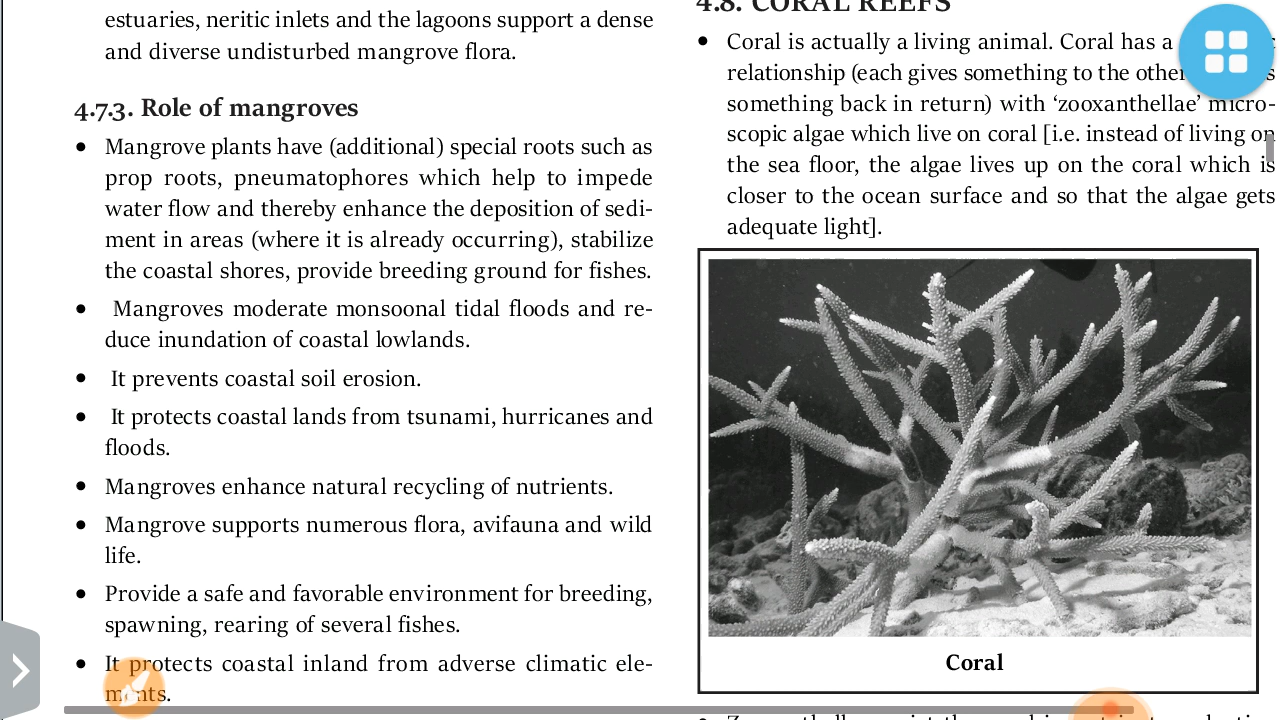 estuaries, neritic inlets and the lagoons support a dense
and diverse undisturbed mangrove flora.
4.7.3. Role of mangroves
• Mangrove plants have (additional) special roots such as
prop roots, pneumatophores which help to impede
water flow and thereby enhance the deposition of sedi-
ment in areas (where it is already occurring), stabilize
the coastal shores, provide breeding ground for fishes.
• Mangroves moderate monsoonal tidal floods and re-
duce inundation of coastal lowlands.
• It prevents coastal soil erosion.
• It protects coastal lands from tsunami, hurricanes and
floods.
• Mangroves enhance natural recycling of nutrients.
• Mangrove supports numerous flora, avifauna and wild
life.
• Provide a safe and favorable environment for breeding,
spawning, rearing of several fishes.
• It protects coastal inland from adverse climatic ele-
ments.
4.8. CORAL REEFS
• Coral is actually a living animal. Coral has a
relationship (each gives something to the other
something back in return) with ‘zooxanthellae’ micro-
scopic algae which live on coral [i.e. instead of living on
the sea floor, the algae lives up on the coral which is
closer to the ocean surface and so that the algae gets
adequate light].
Coral